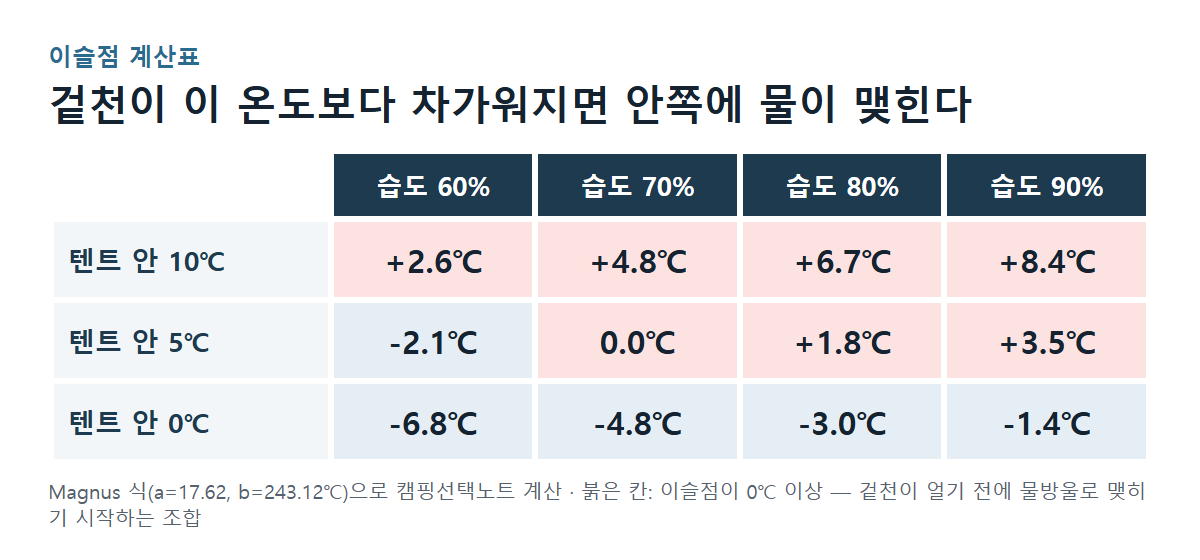 이슬점 계산표
겉천이 이 온도보다 차가워지면 안쪽에 물이 맺힌다
습도 60% 습도 70% 습도 80% 습도 90%
텐트 안 10℃ +2.6℃ +4.8℃ +6.7℃ +8.4℃
텐트 안 5℃ -2.1℃ 0.0℃ +1.8℃ +3.5℃
텐트 안 0℃ -6.8℃ -4.8℃ -3.0℃ -1.4℃
Magnus 식(a=17.62, b=243.12℃)으로 캠핑선택노트 계산 · 붉은 칸: 이슬점이 0℃ 이상 — 겉천이 얼기 전에 물방울로 맺히
기 시작하는 조합